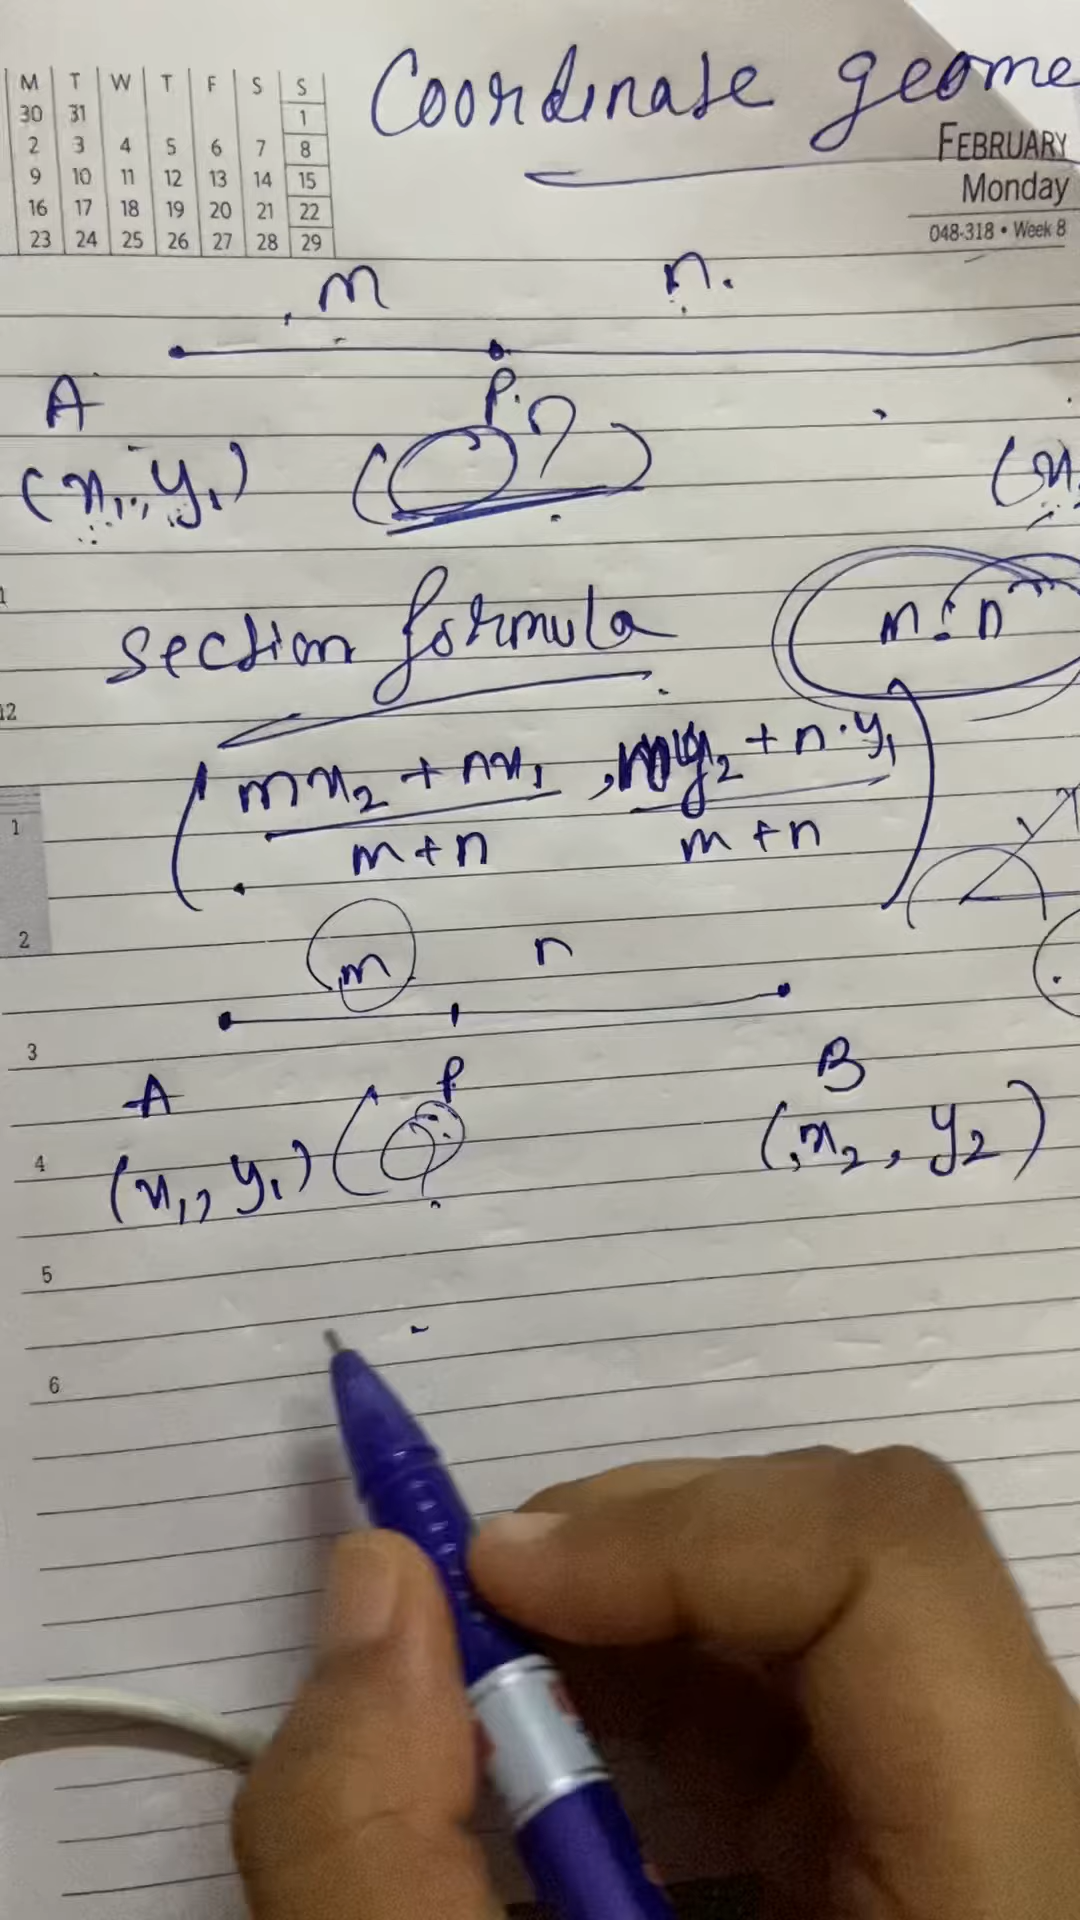 Coordinate geome
M T W T F S S
30 31 1
2 3 4 5 6 7 8
9 10 11 12 13 14 15
16 17 18 19 20 21 22
23 24 25 26 27 28 29
FEBRUARY
Monday
048-318 • Week 8
m n.
A P.
(x₁, y₁) ( ? ) (x₂
section formula m:n
12
( mx₂ + nx₁ , my₂ + n·y₁ )
1
m+n m+n
2
m n
3
A P B
4
(x₁, y₁) ( ? (x₂, y₂)
5
6